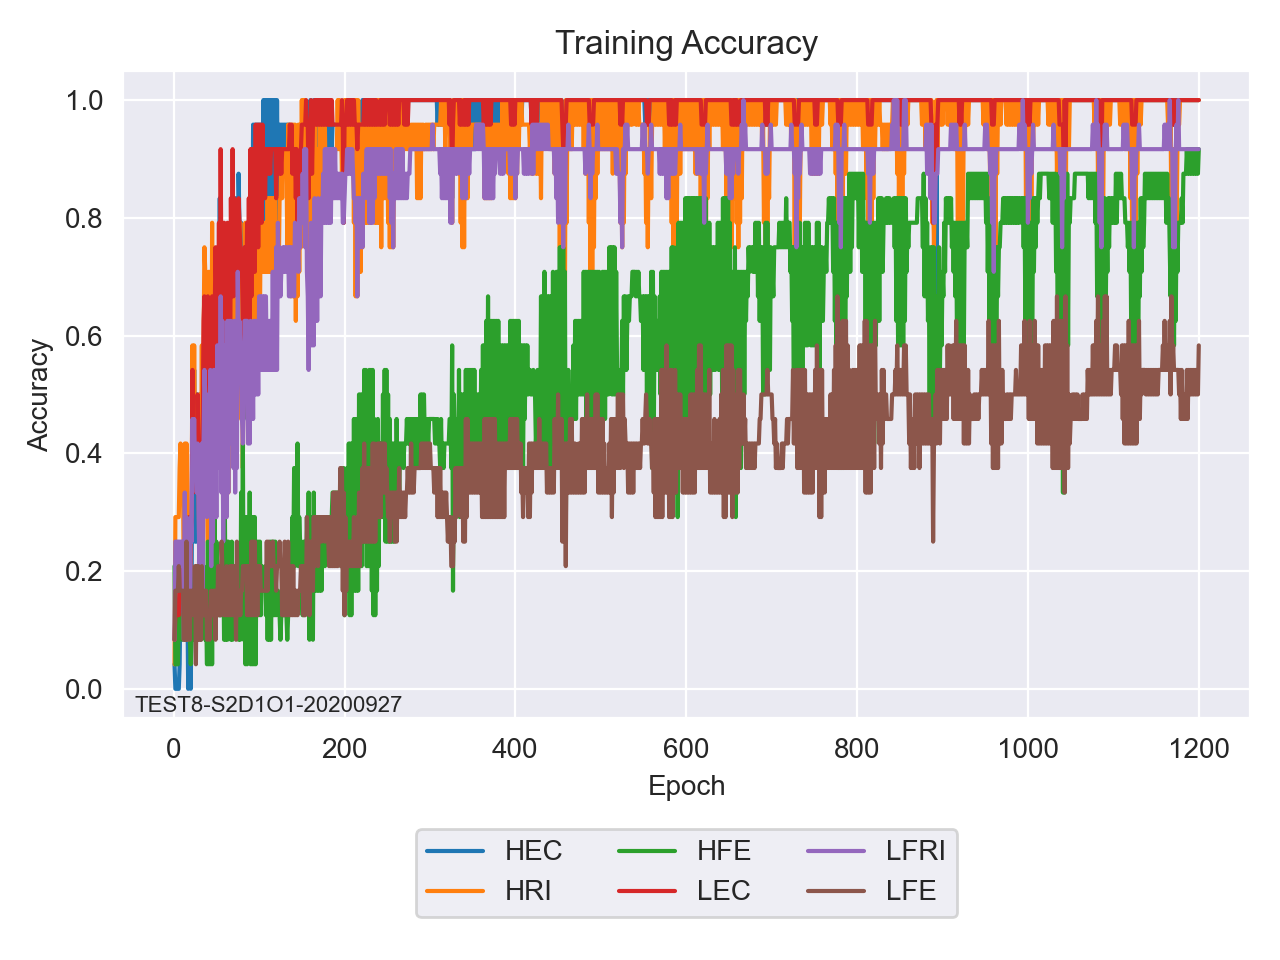 Training Accuracy
1.0
0.8
0.6
0.4
0.2
0.0
Accuracy
TEST8-S2D1O1-20200927
0 200 400 600 800 1000 1200
Epoch
HEC HFE LFRI
HRI LEC LFE